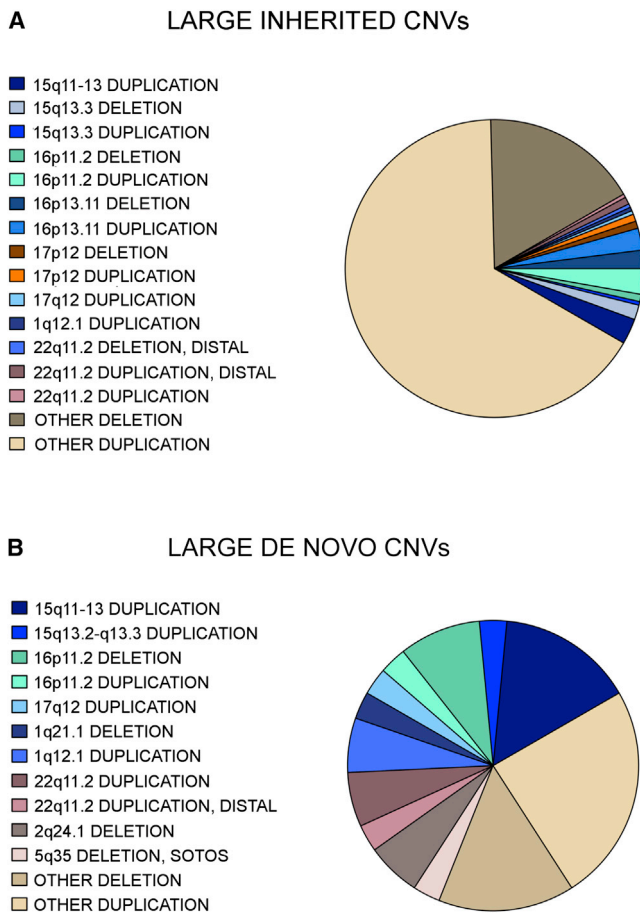 A
LARGE INHERITED CNVs
15q11-13 DUPLICATION
15q13.3 DELETION
15q13.3 DUPLICATION
16p11.2 DELETION
16p11.2 DUPLICATION
16p13.11 DELETION
16p13.11 DUPLICATION
17p12 DELETION
17p12 DUPLICATION
17q12 DUPLICATION
1q12.1 DUPLICATION
22q11.2 DELETION, DISTAL
22q11.2 DUPLICATION, DISTAL
22q11.2 DUPLICATION
OTHER DELETION
OTHER DUPLICATION
B
LARGE DE NOVO CNVs
15q11-13 DUPLICATION
15q13.2-q13.3 DUPLICATION
16p11.2 DELETION
16p11.2 DUPLICATION
17q12 DUPLICATION
1q21.1 DELETION
1q12.1 DUPLICATION
22q11.2 DUPLICATION
22q11.2 DUPLICATION, DISTAL
2q24.1 DELETION
5q35 DELETION, SOTOS
OTHER DELETION
OTHER DUPLICATION